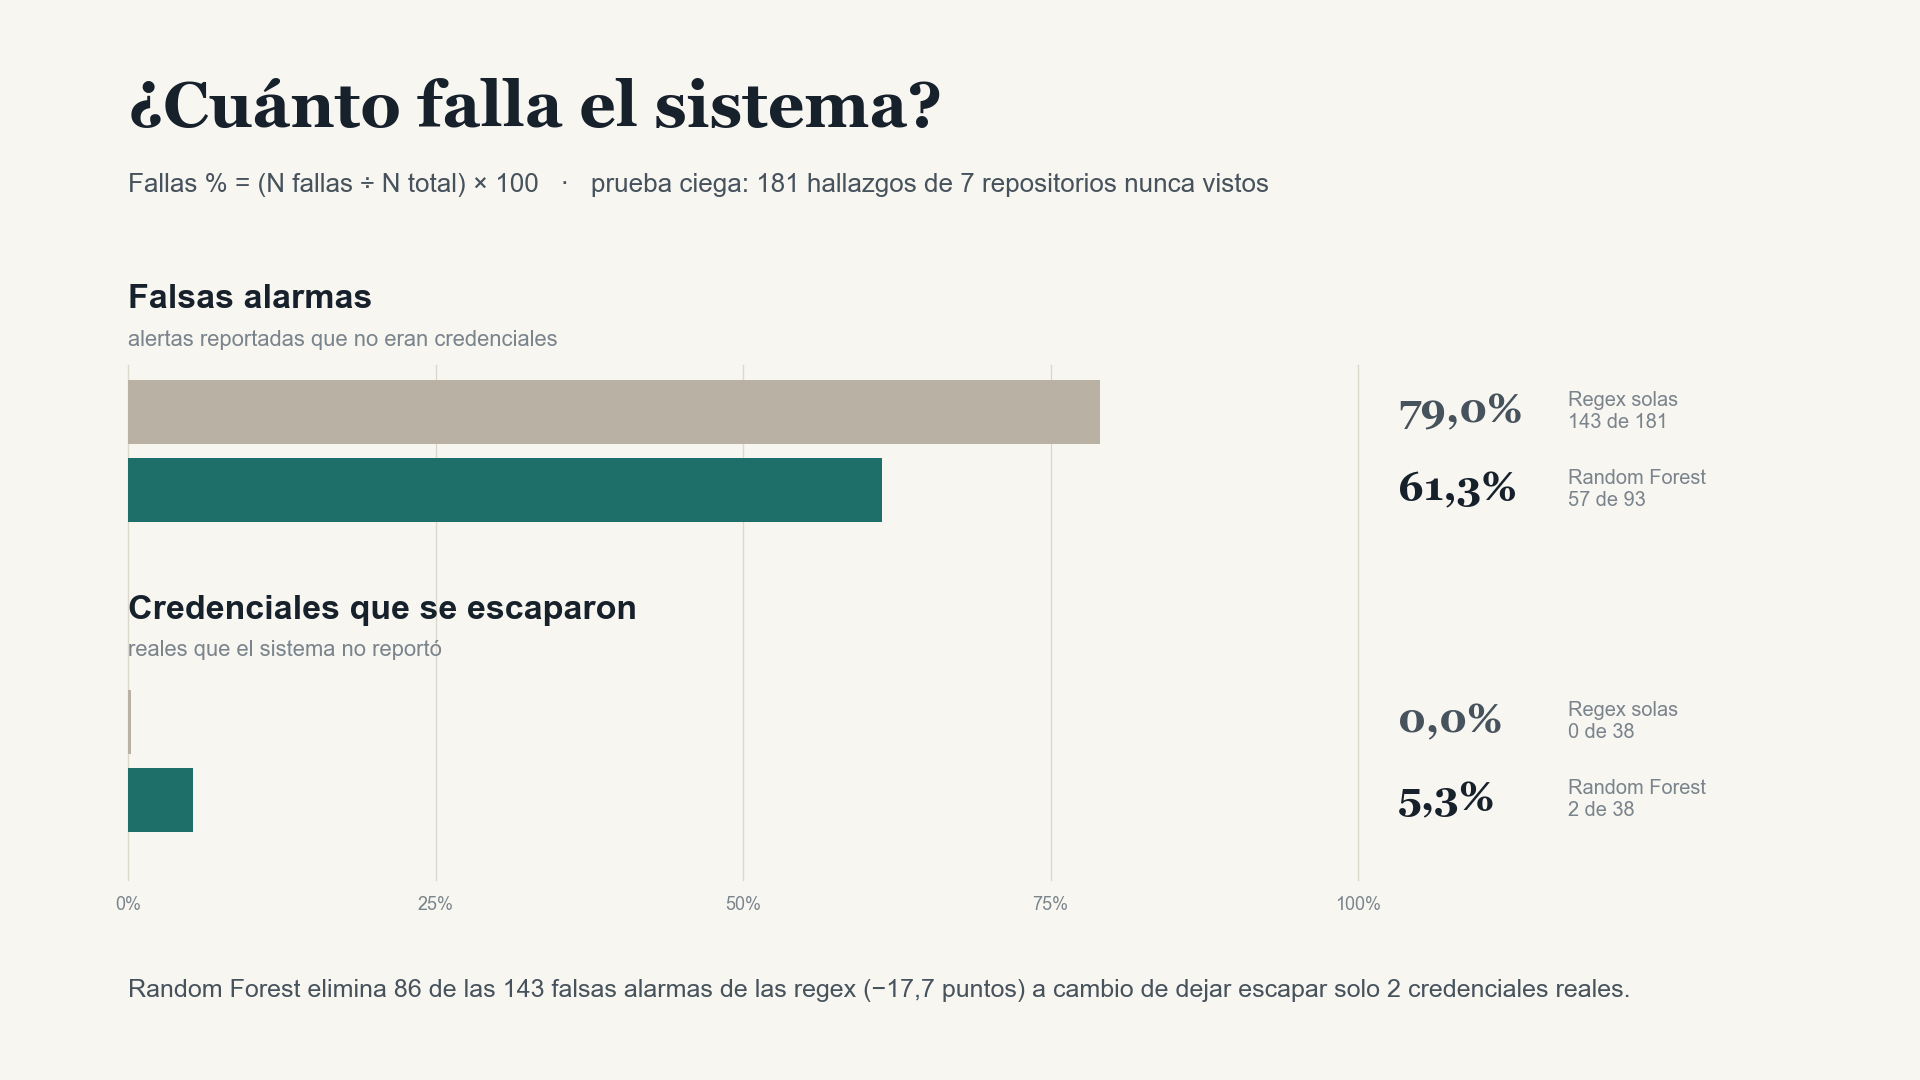 ¿Cuánto falla el sistema?
Fallas % = (N fallas ÷ N total) × 100 · prueba ciega: 181 hallazgos de 7 repositorios nunca vistos
Falsas alarmas
alertas reportadas que no eran credenciales
79,0%
Regex solas
143 de 181
61,3%
Random Forest
57 de 93
Credenciales que se escaparon
reales que el sistema no reportó
0,0%
Regex solas
0 de 38
5,3%
Random Forest
2 de 38
0% 25% 50% 75% 100%
Random Forest elimina 86 de las 143 falsas alarmas de las regex (−17,7 puntos) a cambio de dejar escapar solo 2 credenciales reales.